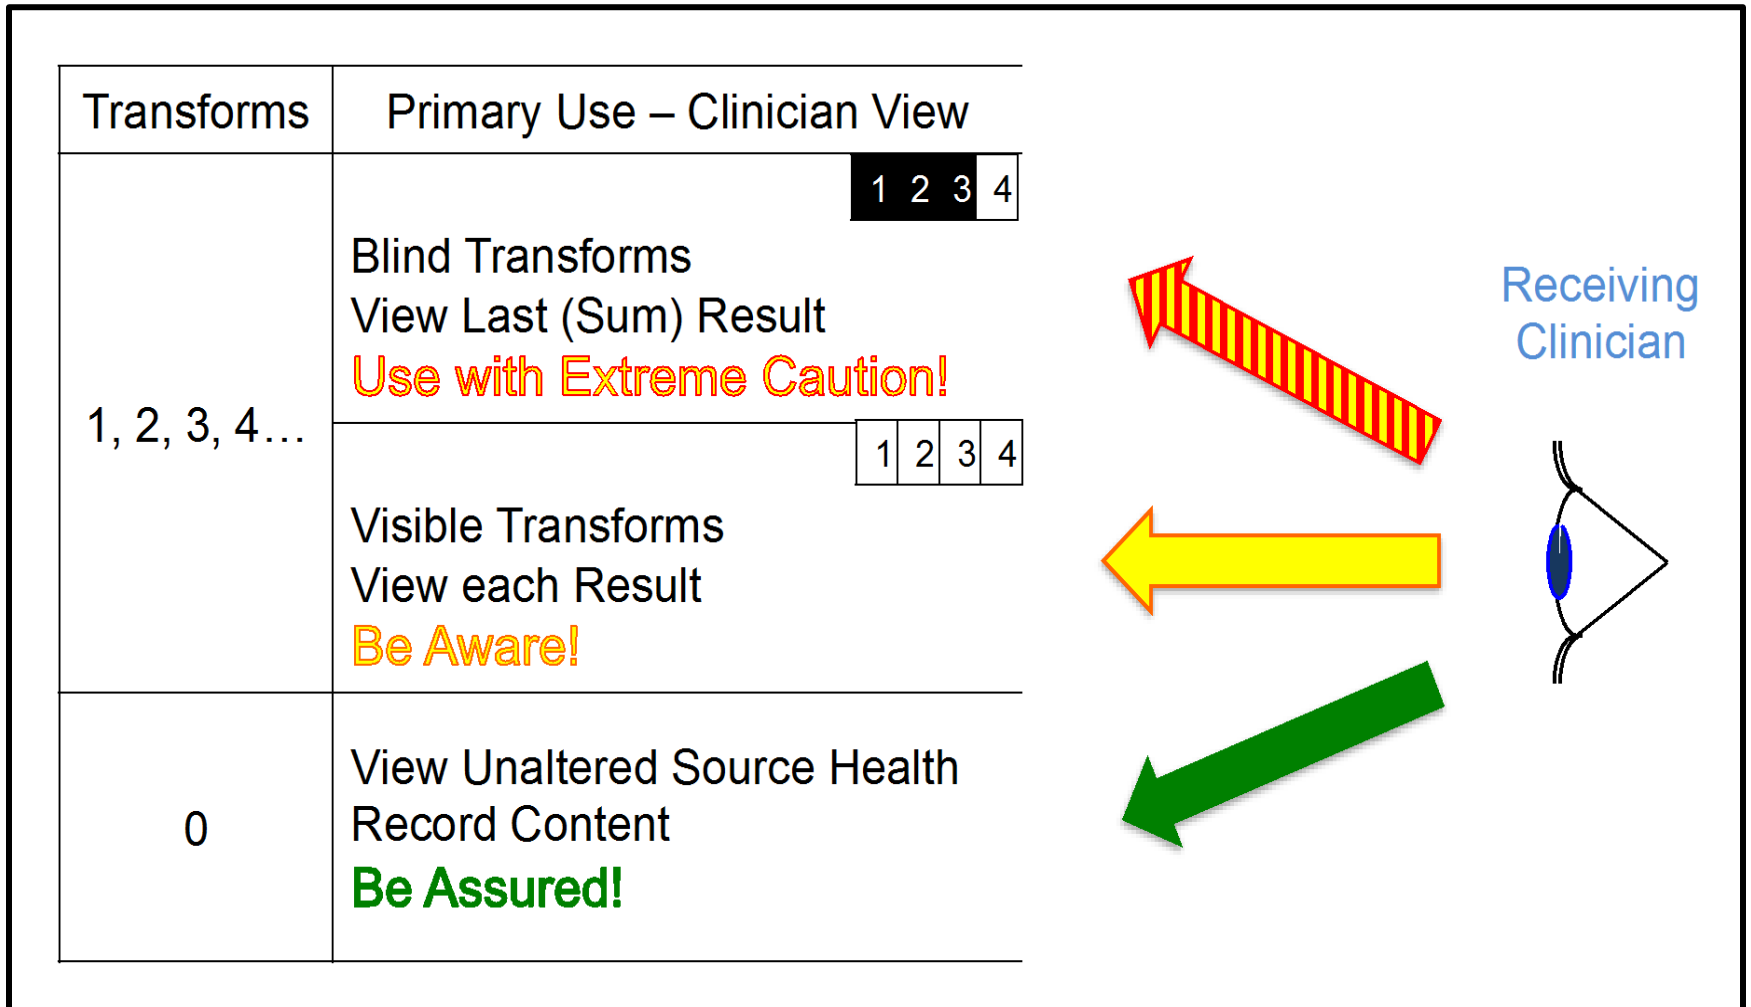 Transforms
Primary Use – Clinician View
1 2 3 4
Blind Transforms
View Last (Sum) Result
Use with Extreme Caution!
1, 2, 3, 4…
1 2 3 4
Visible Transforms
View each Result
Be Aware!
0
View Unaltered Source Health
Record Content
Be Assured!
Receiving
Clinician